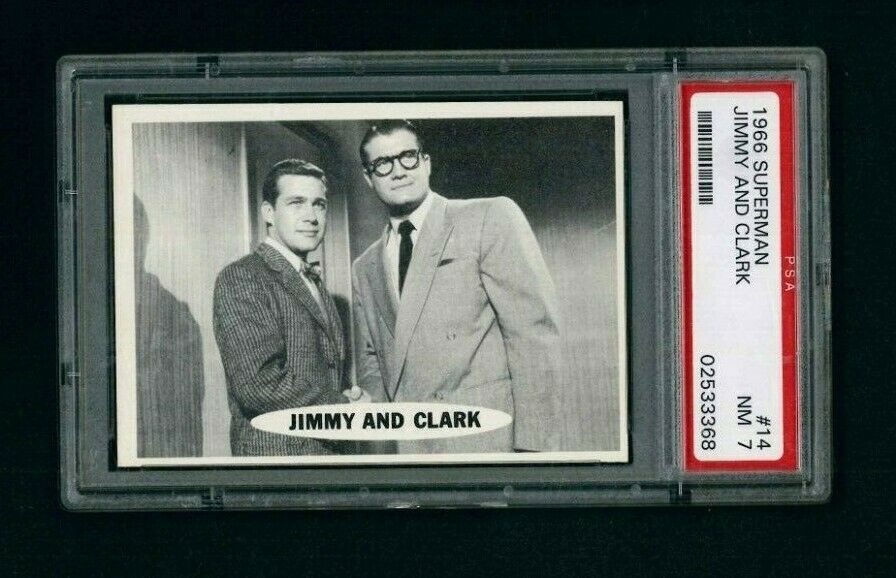 JIMMY AND CLARK
1966 SUPERMAN
JIMMY AND CLARK
#14
NM 7
02533368
PSA